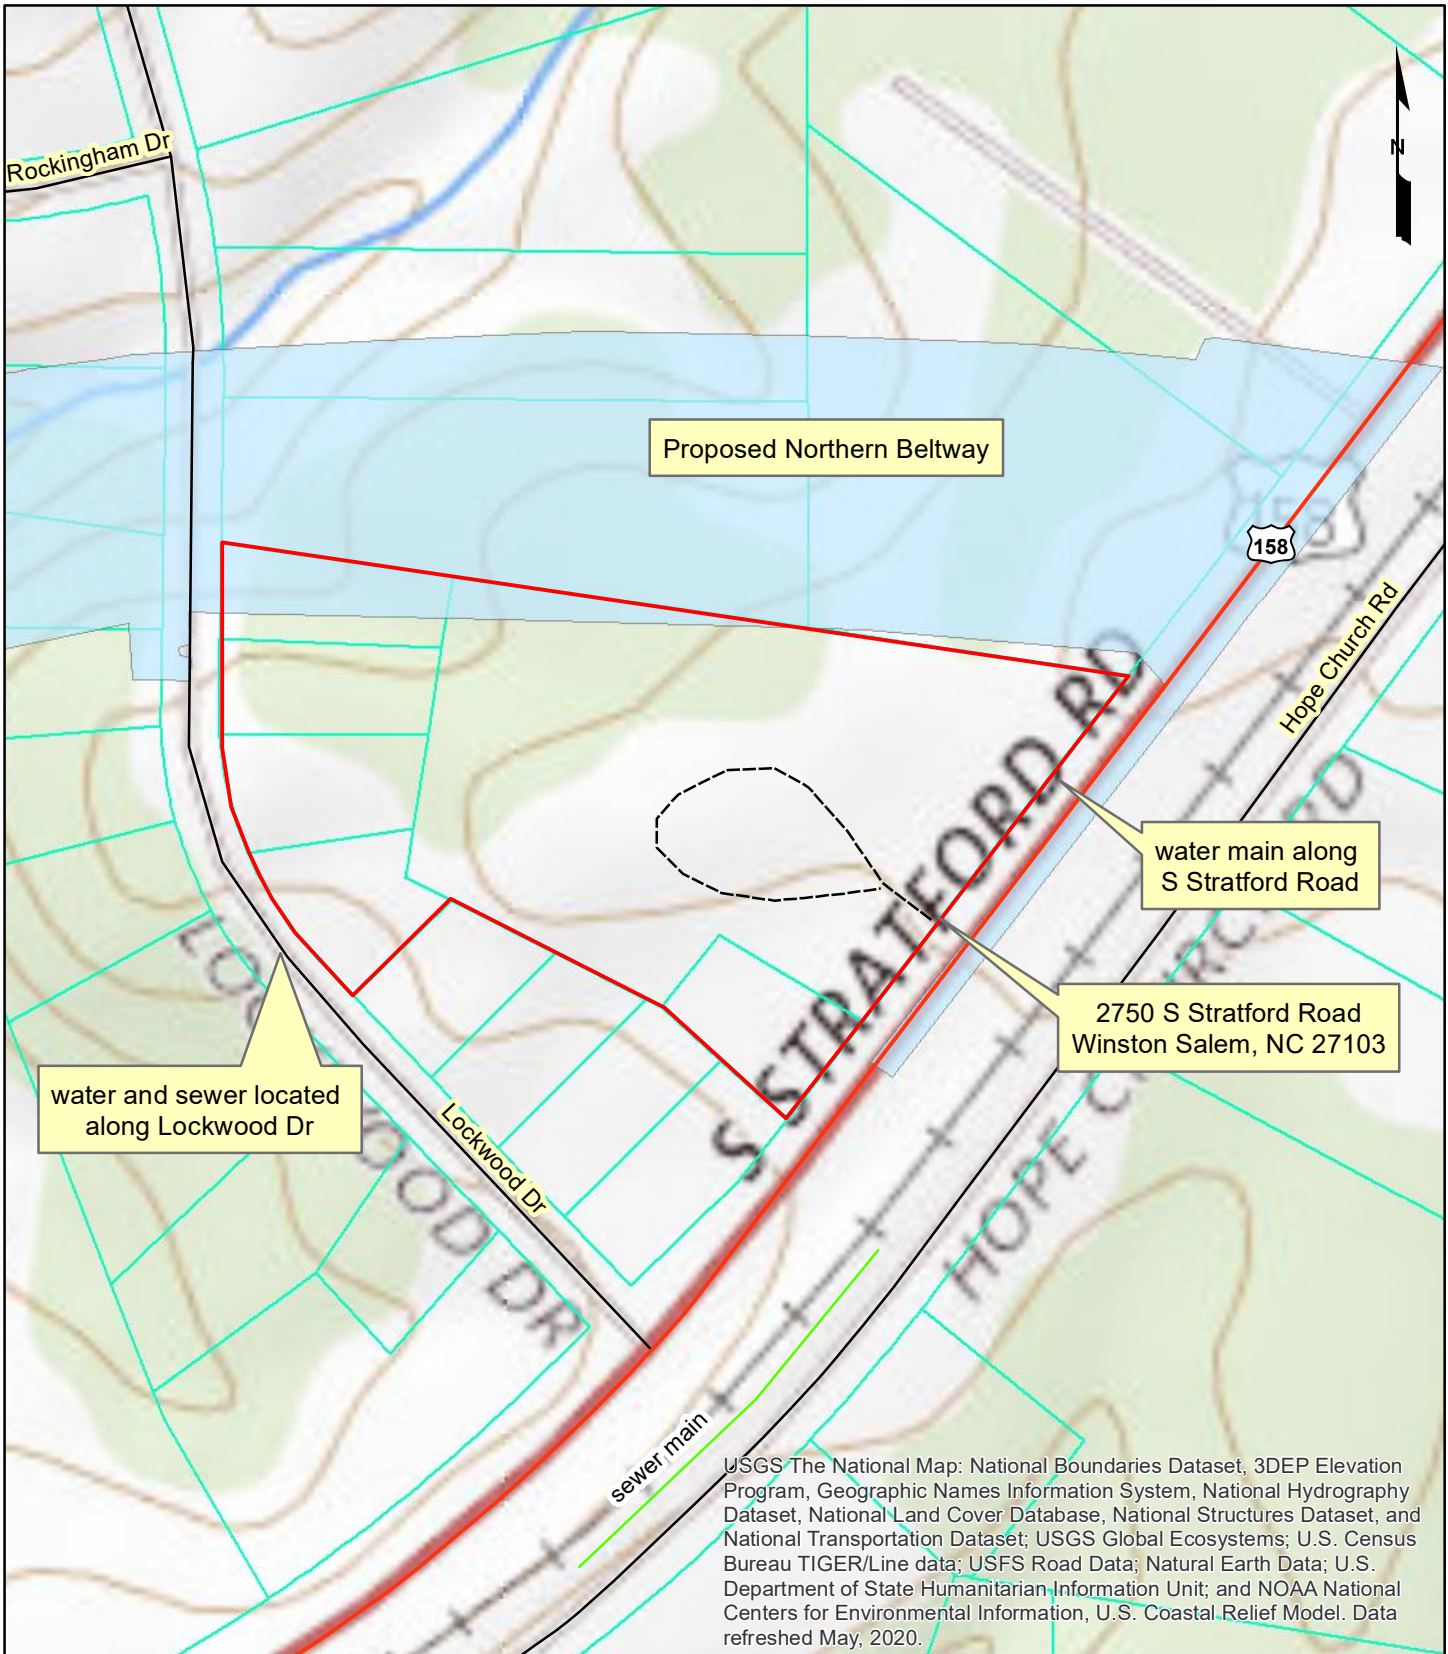 Rockingham Dr
N
Proposed Northern Beltway
158
158
Hope Church Rd
S STRATFORD RD
water main along
S Stratford Road
2750 S Stratford Road
Winston Salem, NC 27103
water and sewer located
along Lockwood Dr
Lockwood Dr
DR
HOPE
RD
sewer main
USGS The National Map: National Boundaries Dataset, 3DEP Elevation
Program, Geographic Names Information System, National Hydrography
Dataset, National Land Cover Database, National Structures Dataset, and
National Transportation Dataset; USGS Global Ecosystems; U.S. Census
Bureau TIGER/Line data; USFS Road Data; Natural Earth Data; U.S.
Department of State Humanitarian Information Unit; and NOAA National
Centers for Environmental Information, U.S. Coastal Relief Model. Data
refreshed May, 2020.